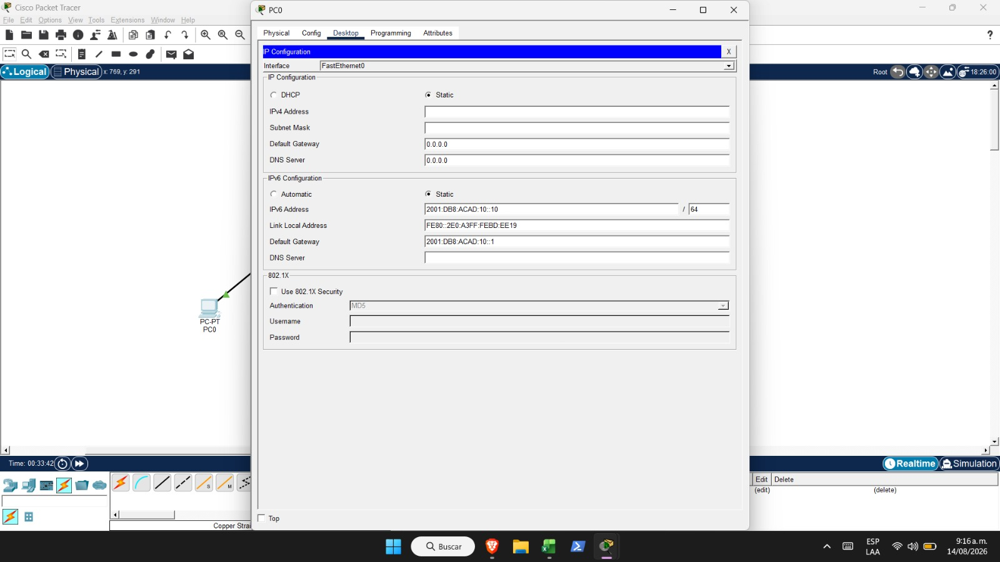 Cisco Packet Tracer
File Edit Options View Tools Extensions Window Help
Logical Physical x: 769, y: 291
Root 18:26:00
PC0
Physical Config Desktop Programming Attributes
IP Configuration X
Interface FastEthernet0
IP Configuration
DHCP Static
IPv4 Address
Subnet Mask
Default Gateway 0.0.0.0
DNS Server 0.0.0.0
IPv6 Configuration
Automatic Static
IPv6 Address 2001:DB8:ACAD:10::10 / 64
Link Local Address FE80::2E0:A3FF:FEBD:EE19
Default Gateway 2001:DB8:ACAD:10::1
DNS Server
802.1X
Use 802.1X Security
Authentication MD5
Username
Password
Top
PC-PT
PC0
Time: 00:33:42
Realtime Simulation
S M
Edit Delete
(edit) (delete)
Copper Strai
Buscar
ESP
LAA
9:16 a. m.
14/08/2026